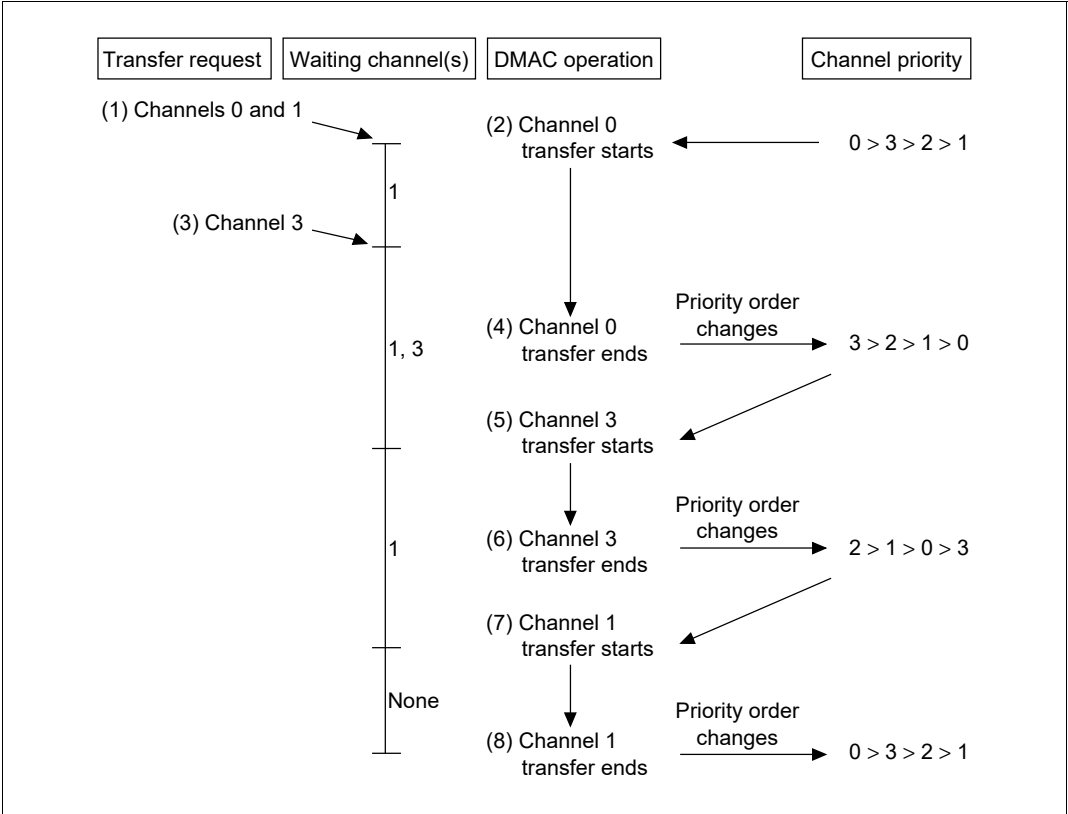 Transfer request
Waiting channel(s)
DMAC operation
Channel priority
(1) Channels 0 and 1
(2) Channel 0
transfer starts
0 > 3 > 2 > 1
1
(3) Channel 3
1, 3
(4) Channel 0
transfer ends
Priority order
changes
3 > 2 > 1 > 0
(5) Channel 3
transfer starts
1
(6) Channel 3
transfer ends
Priority order
changes
2 > 1 > 0 > 3
(7) Channel 1
transfer starts
None
(8) Channel 1
transfer ends
Priority order
changes
0 > 3 > 2 > 1